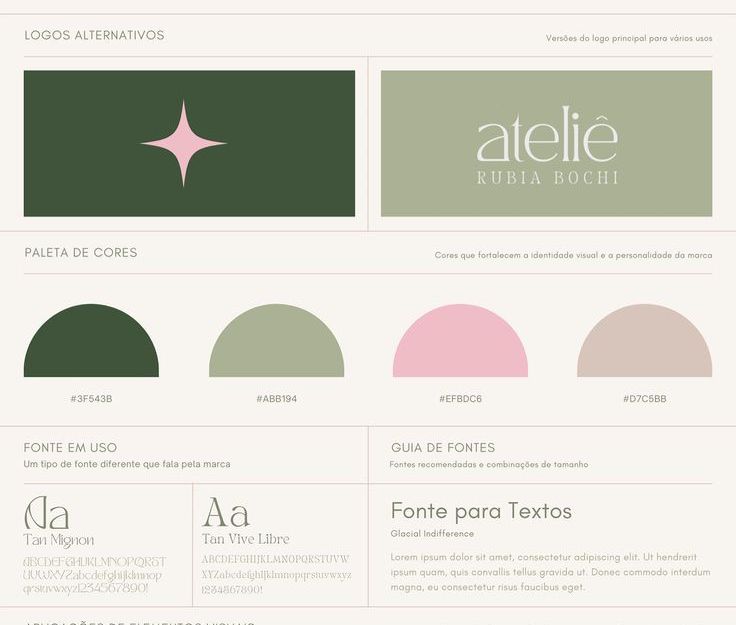 LOGOS ALTERNATIVOS
Versões do logo principal para vários usos
ateliê
RUBIA BOCHI
PALETA DE CORES
Cores que fortalecem a identidade visual e a personalidade da marca
#3F543B
#ABB194
#EFBDC6
#D7C5BB
FONTE EM USO
Um tipo de fonte diferente que fala pela marca
GUIA DE FONTES
Fontes recomendadas e combinações de tamanho
Aa
Tan Mignon
ABCDEFGHIJKLMNOPQRST
UVWXYZabcdefghijklmnop
qrstuvwxyz1234567890!
Aa
Tan Vive Libre
ABCDEFGHIJKLMNOPQRSTUVW
XYZabcdefghijklmnopqrstuvwxyz
1234567890!
Fonte para Textos
Glacial Indifference
Lorem ipsum dolor sit amet, consectetur adipiscing elit. Ut hendrerit
ipsum quam, quis convallis tellus gravida ut. Donec commodo interdum
magna, eu consectetur risus faucibus eget.